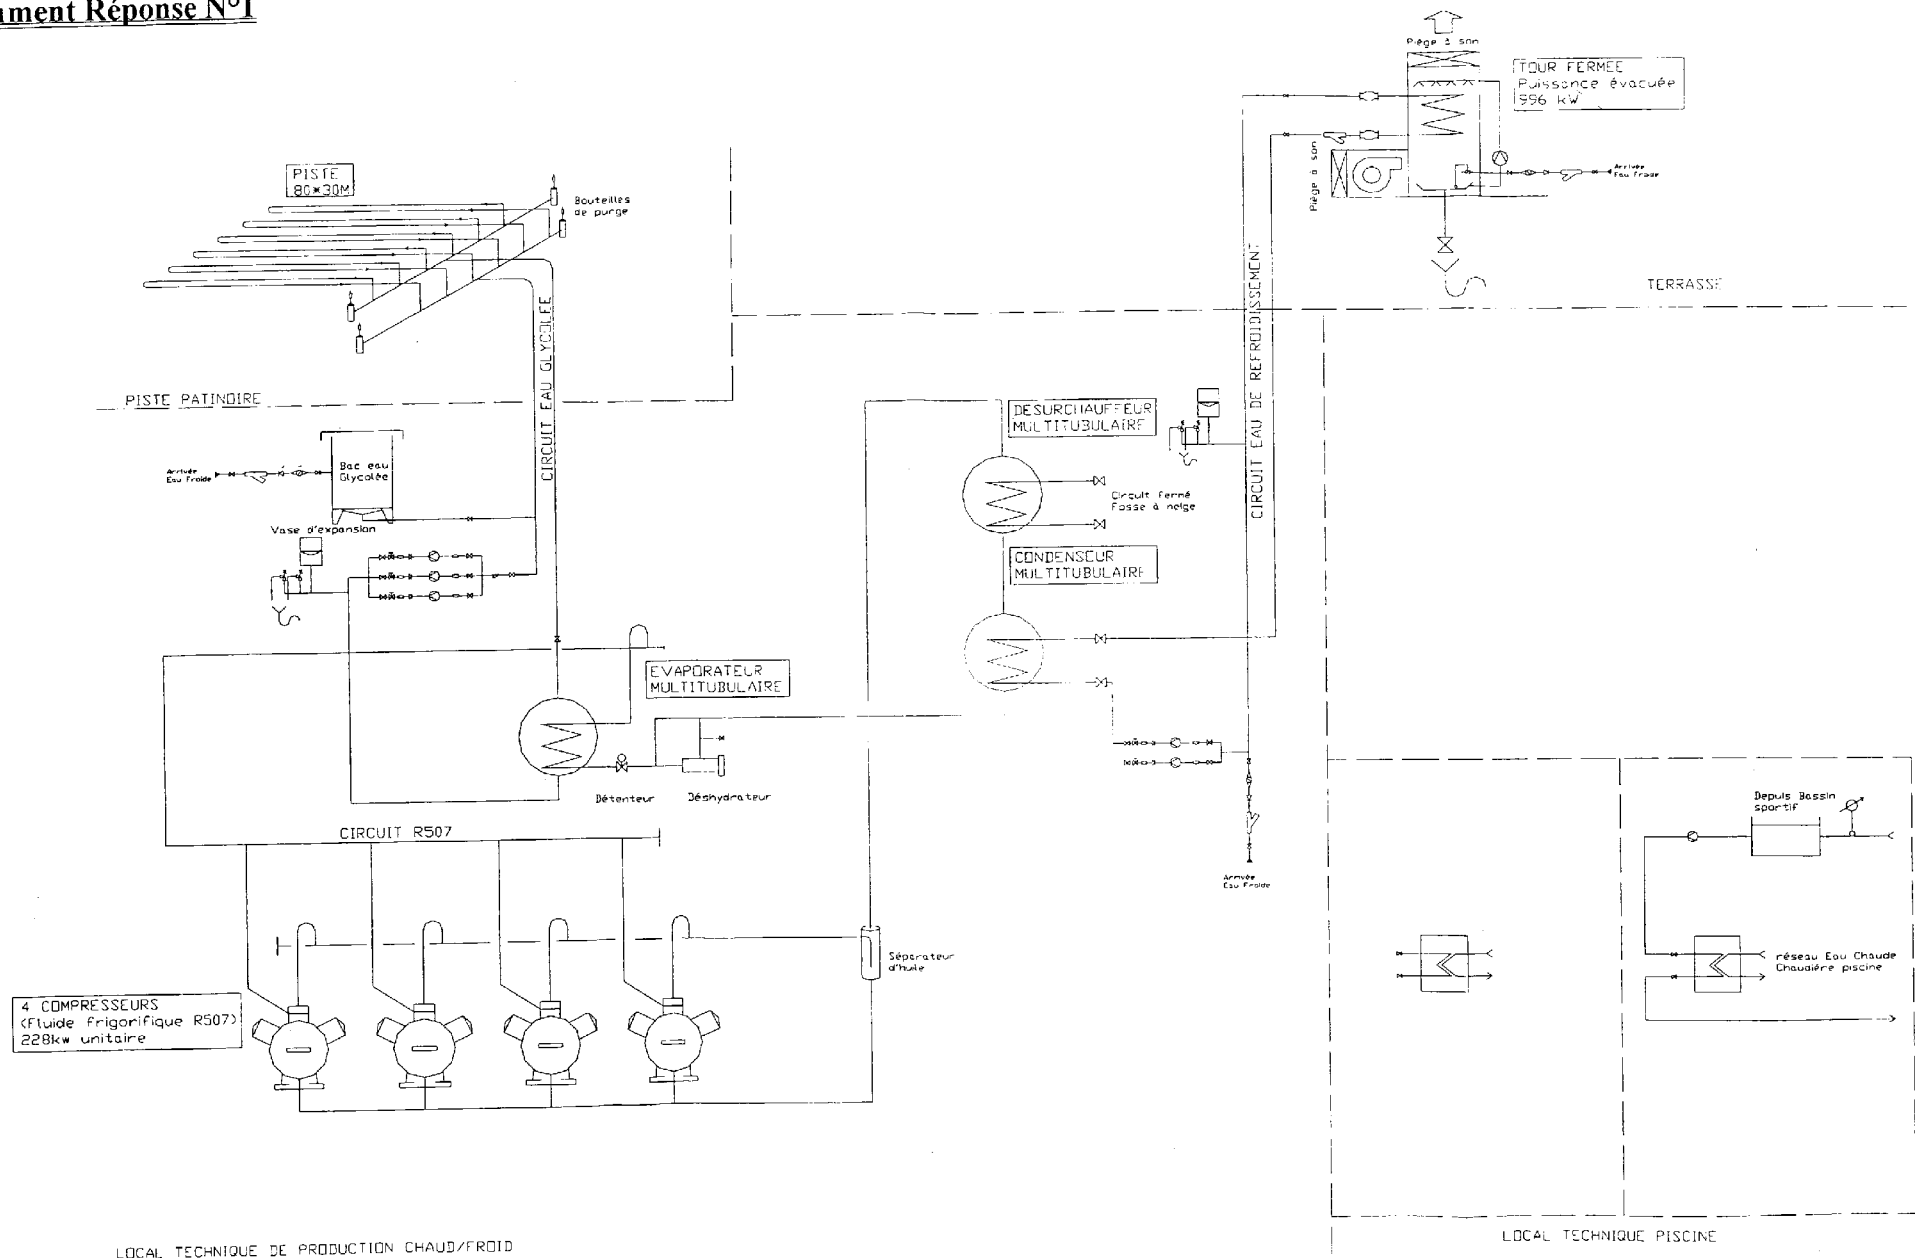 ment Réponse N°1
Piège à son
TOUR FERMEE
Puissance évacuée
996 kW
Piège à son
Arrivée
Eau Froide
TERRASSE
PISTE
80*30M
Bouteilles
de purge
CIRCUIT EAU GLYCOLEE
PISTE PATINOIRE
CIRCUIT EAU DE REFROIDISSEMENT
Arrivée
Eau Froide
Bac eau
Glycolée
Vase d'expansion
DESURCHAUFFEUR
MULTITUBULAIRE
Circuit fermé
Fosse à neige
CONDENSEUR
MULTITUBULAIRE
EVAPORATEUR
MULTITUBULAIRE
Détenteur
Déshydrateur
CIRCUIT R507
Arrivée
Eau Froide
Depuis Bassin
sportif
Séparateur
d'huile
réseau Eau Chaude
Chaudière piscine
4 COMPRESSEURS
(Fluide frigorifique R507)
228kw unitaire
LOCAL TECHNIQUE PISCINE
LOCAL TECHNIQUE DE PRODUCTION CHAUD/FROID